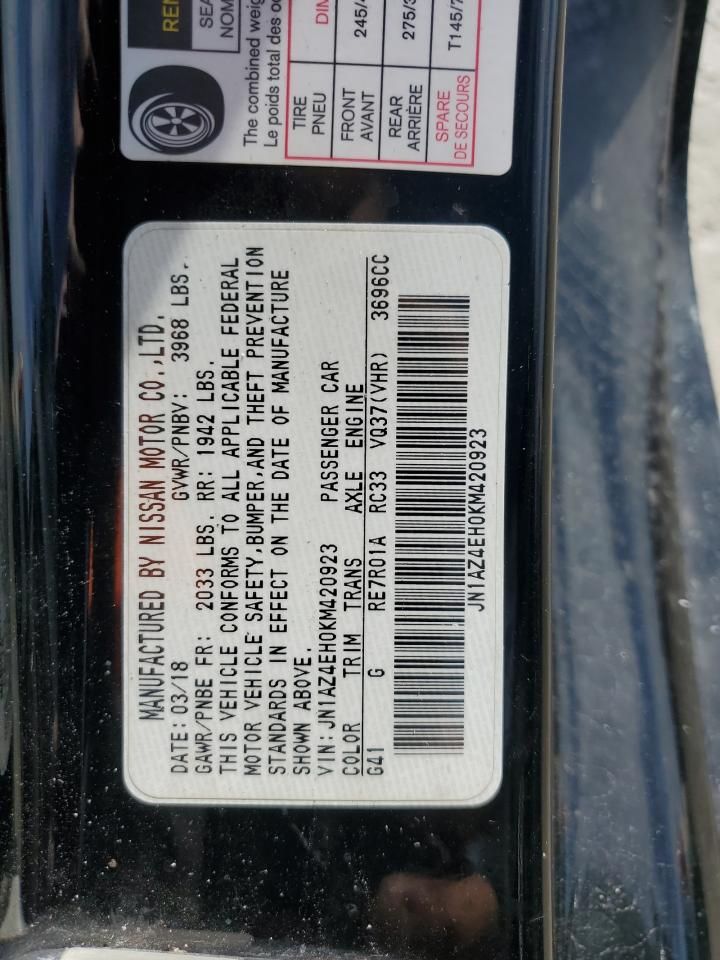 MANUFACTURED BY NISSAN MOTOR CO.,LTD.
DATE: 03/18 GVWR/PNBV: 3968 LBS.
GAWR/PNBE FR: 2033 LBS. RR: 1942 LBS.
THIS VEHICLE CONFORMS TO ALL APPLICABLE FEDERAL
MOTOR VEHICLE SAFETY,BUMPER,AND THEFT PREVENTION
STANDARDS IN EFFECT ON THE DATE OF MANUFACTURE
SHOWN ABOVE.
VIN: JN1AZ4EH0KM420923 PASSENGER CAR
COLOR TRIM TRANS AXLE ENGINE
G41 G RE7R01A RC33 VQ37(VHR) 3696CC
JN1AZ4EH0KM420923
The combined
Le poids total des
TIRE
PNEU
FRONT 245/
AVANT
REAR 275/
ARRIÈRE
SPARE T145/
DE SECOURS